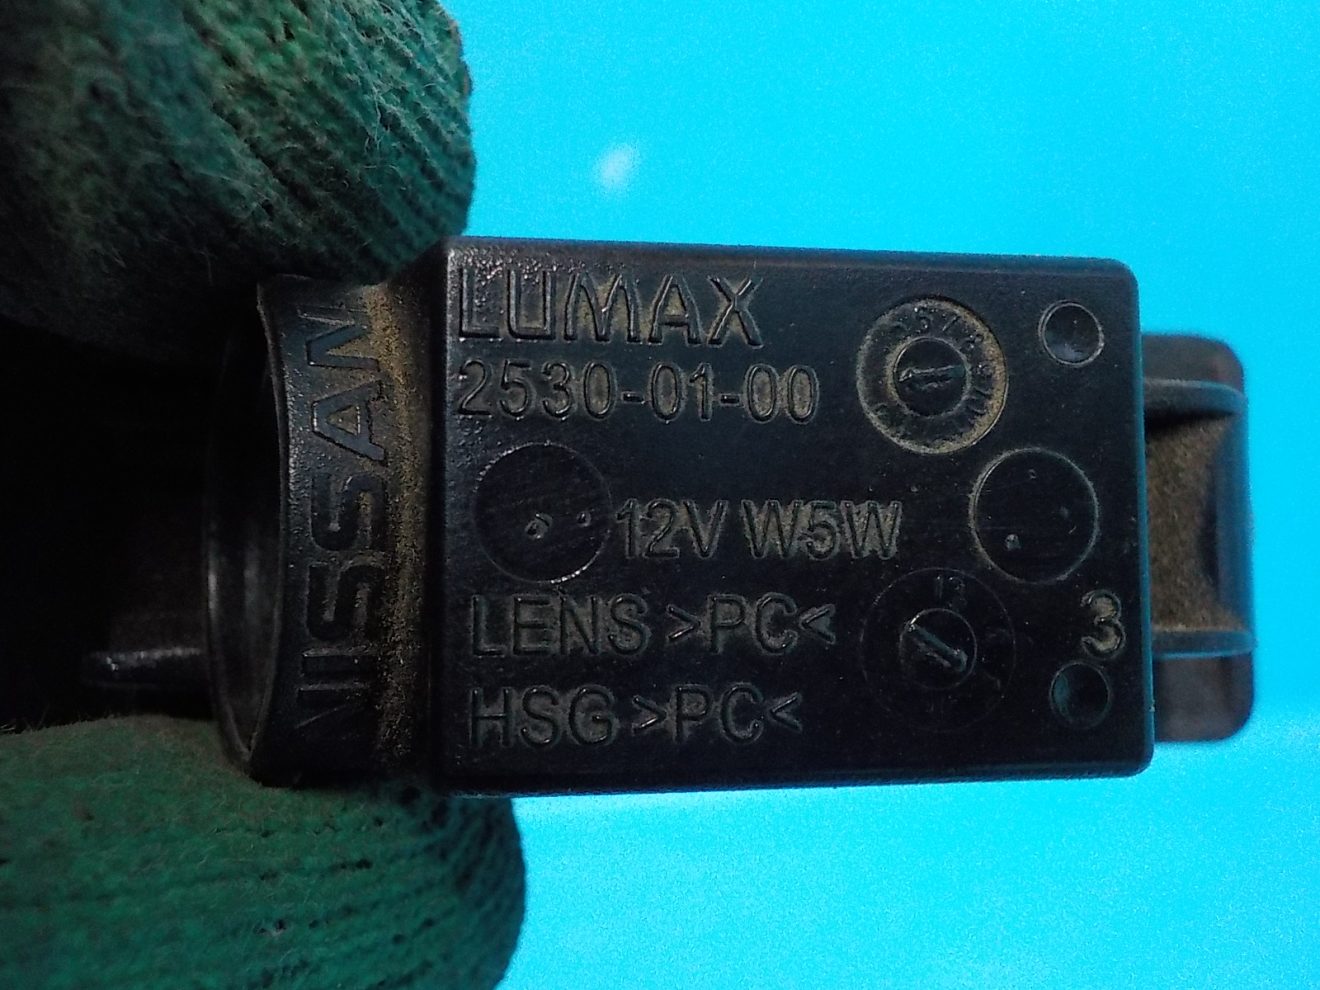 LUMAX
2530-01-00
12V W5W
LENS >PC<
HSG >PC<
3
NISSAN